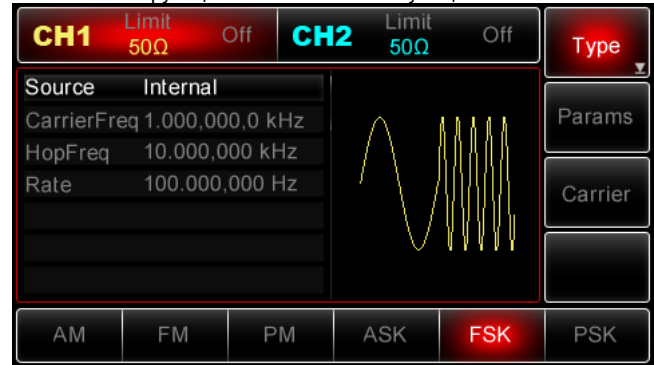 CH1 Limit Off CH2 Limit Off Type
50Ω 50Ω
Source Internal
CarrierFreq 1.000,000,0 kHz Params
HopFreq 10.000,000 kHz
Rate 100.000,000 Hz Carrier
AM FM PM ASK FSK PSK